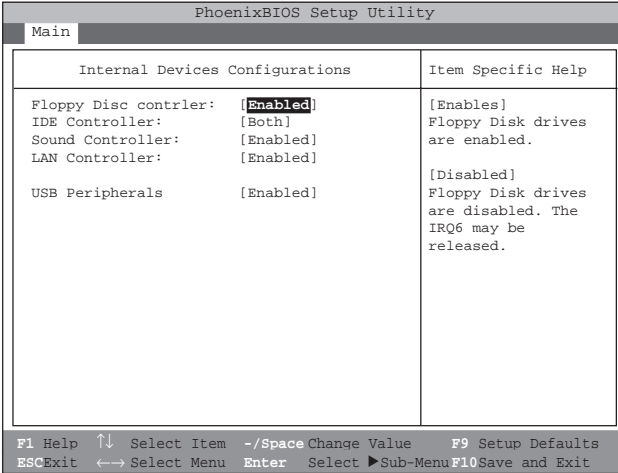 PhoenixBIOS Setup Utility
Main
Internal Devices Configurations
Item Specific Help
Floppy Disc contrler: [Enabled]
IDE Controller: [Both]
Sound Controller: [Enabled]
LAN Controller: [Enabled]
USB Peripherals [Enabled]
[Enables]
Floppy Disk drives
are enabled.
[Disabled]
Floppy Disk drives
are disabled. The
IRQ6 may be
released.
F1 Help ↑↓ Select Item -/Space Change Value F9 Setup Defaults
ESC Exit ←→ Select Menu Enter Select ▶Sub-Menu F10 Save and Exit